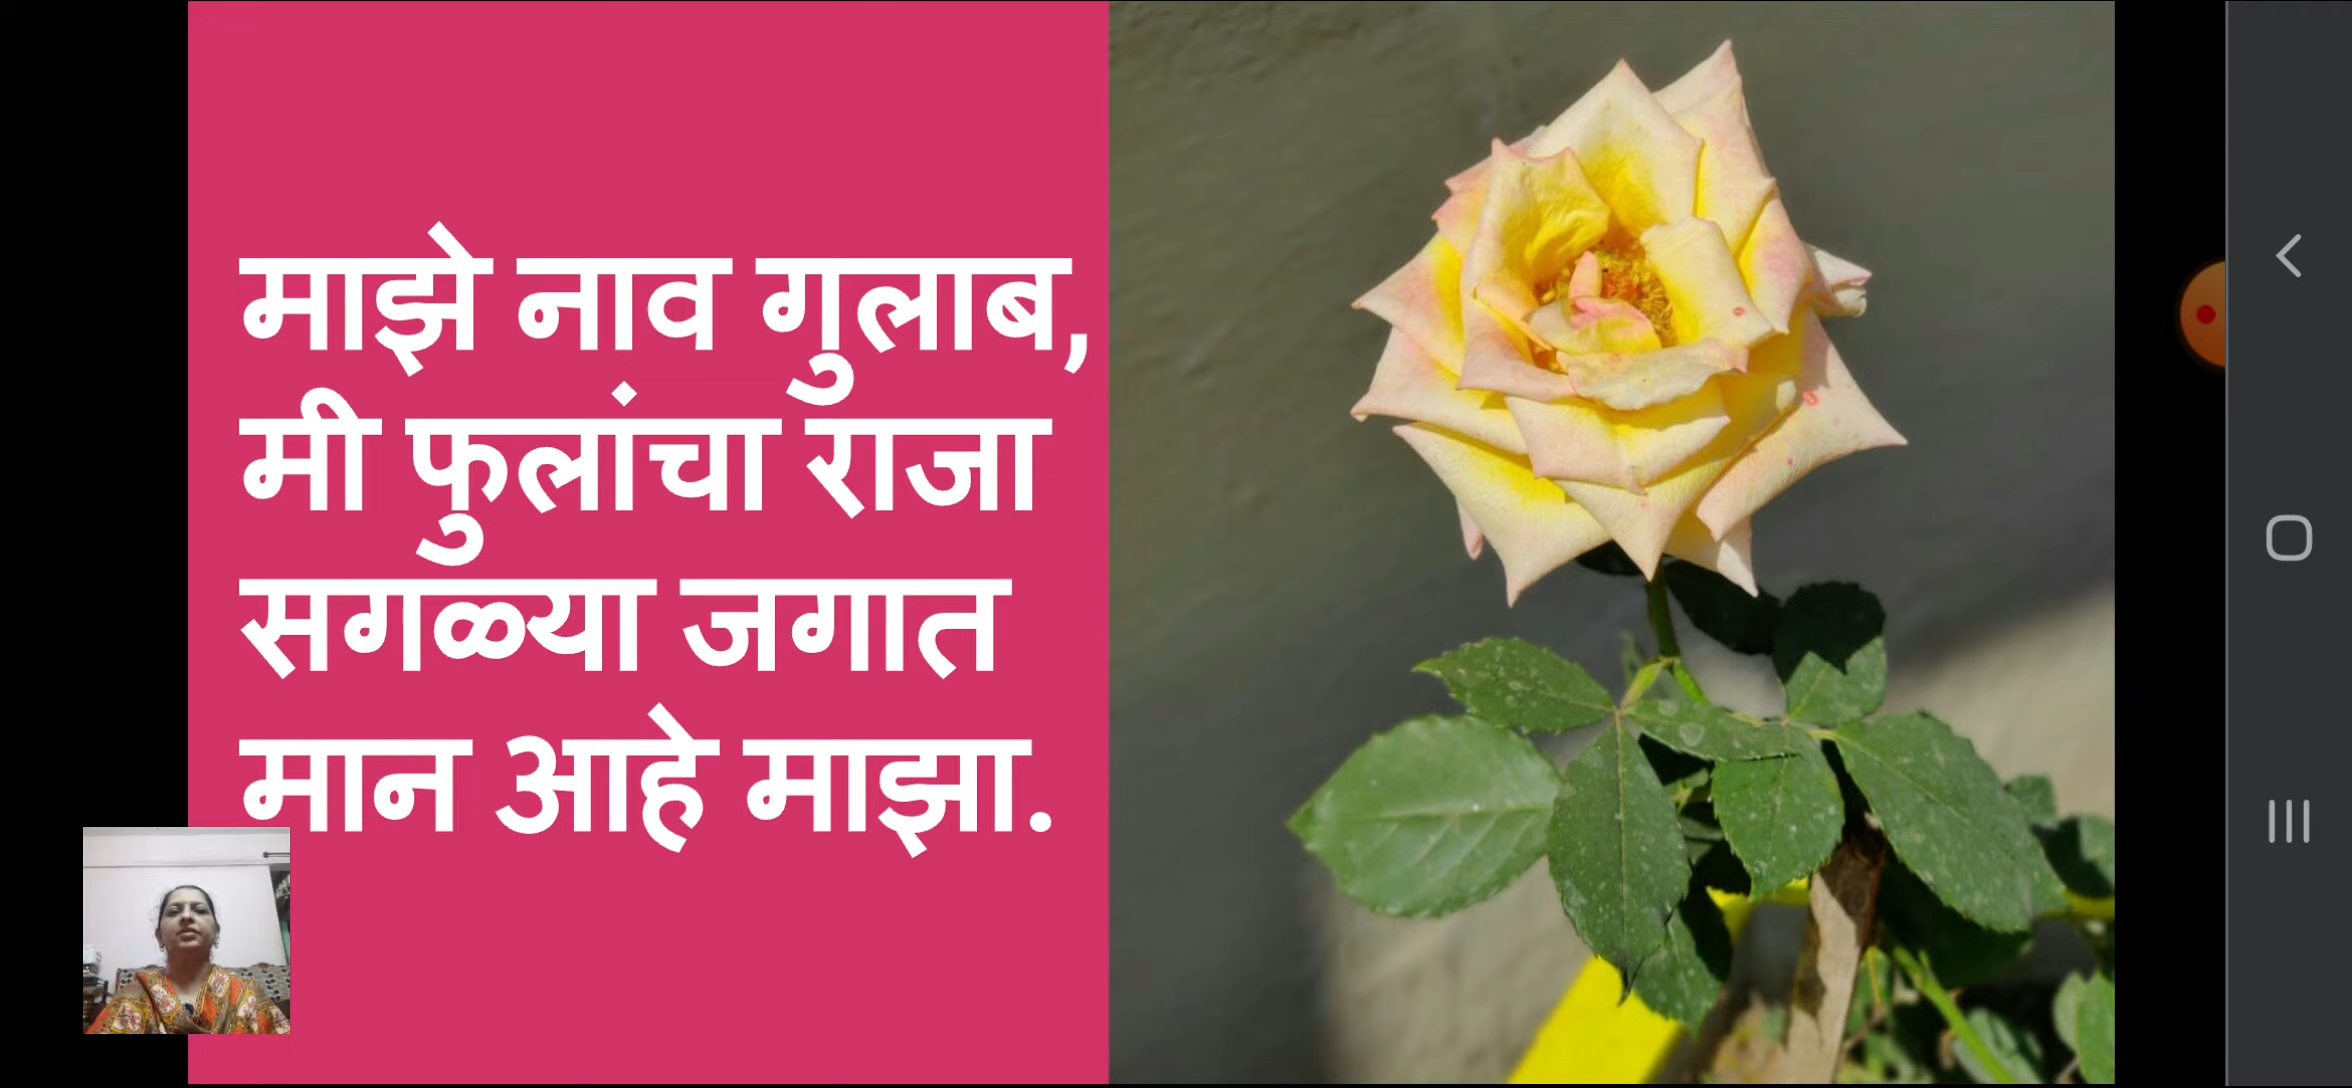 माझे नाव गुलाब,
मी फुलांचा राजा
सगळ्या जगात
मान आहे माझा.